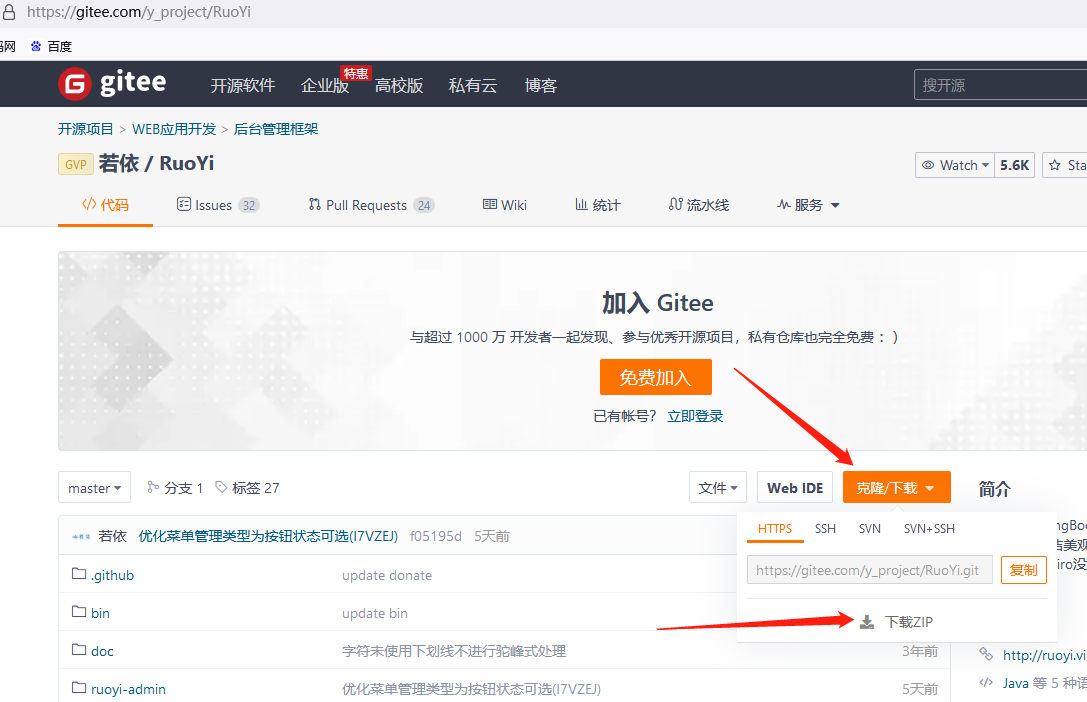 https://gitee.com/y_project/RuoYi
码网 百度
gitee 开源软件 企业版 特惠 高校版 私有云 博客 搜开源
开源项目 > WEB应用开发 > 后台管理框架
GVP 若依 / RuoYi Watch 5.6K Sta
代码 Issues 32 Pull Requests 24 Wiki 统计 流水线 服务
加入 Gitee
与超过 1000 万 开发者一起发现、参与优秀开源项目，私有仓库也完全免费 ：）
免费加入
已有帐号？ 立即登录
master 分支 1 标签 27 文件 Web IDE 克隆/下载 简介
若依 优化菜单管理类型为按钮状态可选(I7VZEJ) f05195d 5天前
HTTPS SSH SVN SVN+SSH
ngBoo
洁美观
https://gitee.com/y_project/RuoYi.git 复制
iro没
.github update donate
bin update bin
下载ZIP
doc 字符未使用下划线不进行驼峰式处理 3年前
http://ruoyi.vi
ruoyi-admin 优化菜单管理类型为按钮状态可选(I7VZEJ) 5天前
Java 等 5 种语